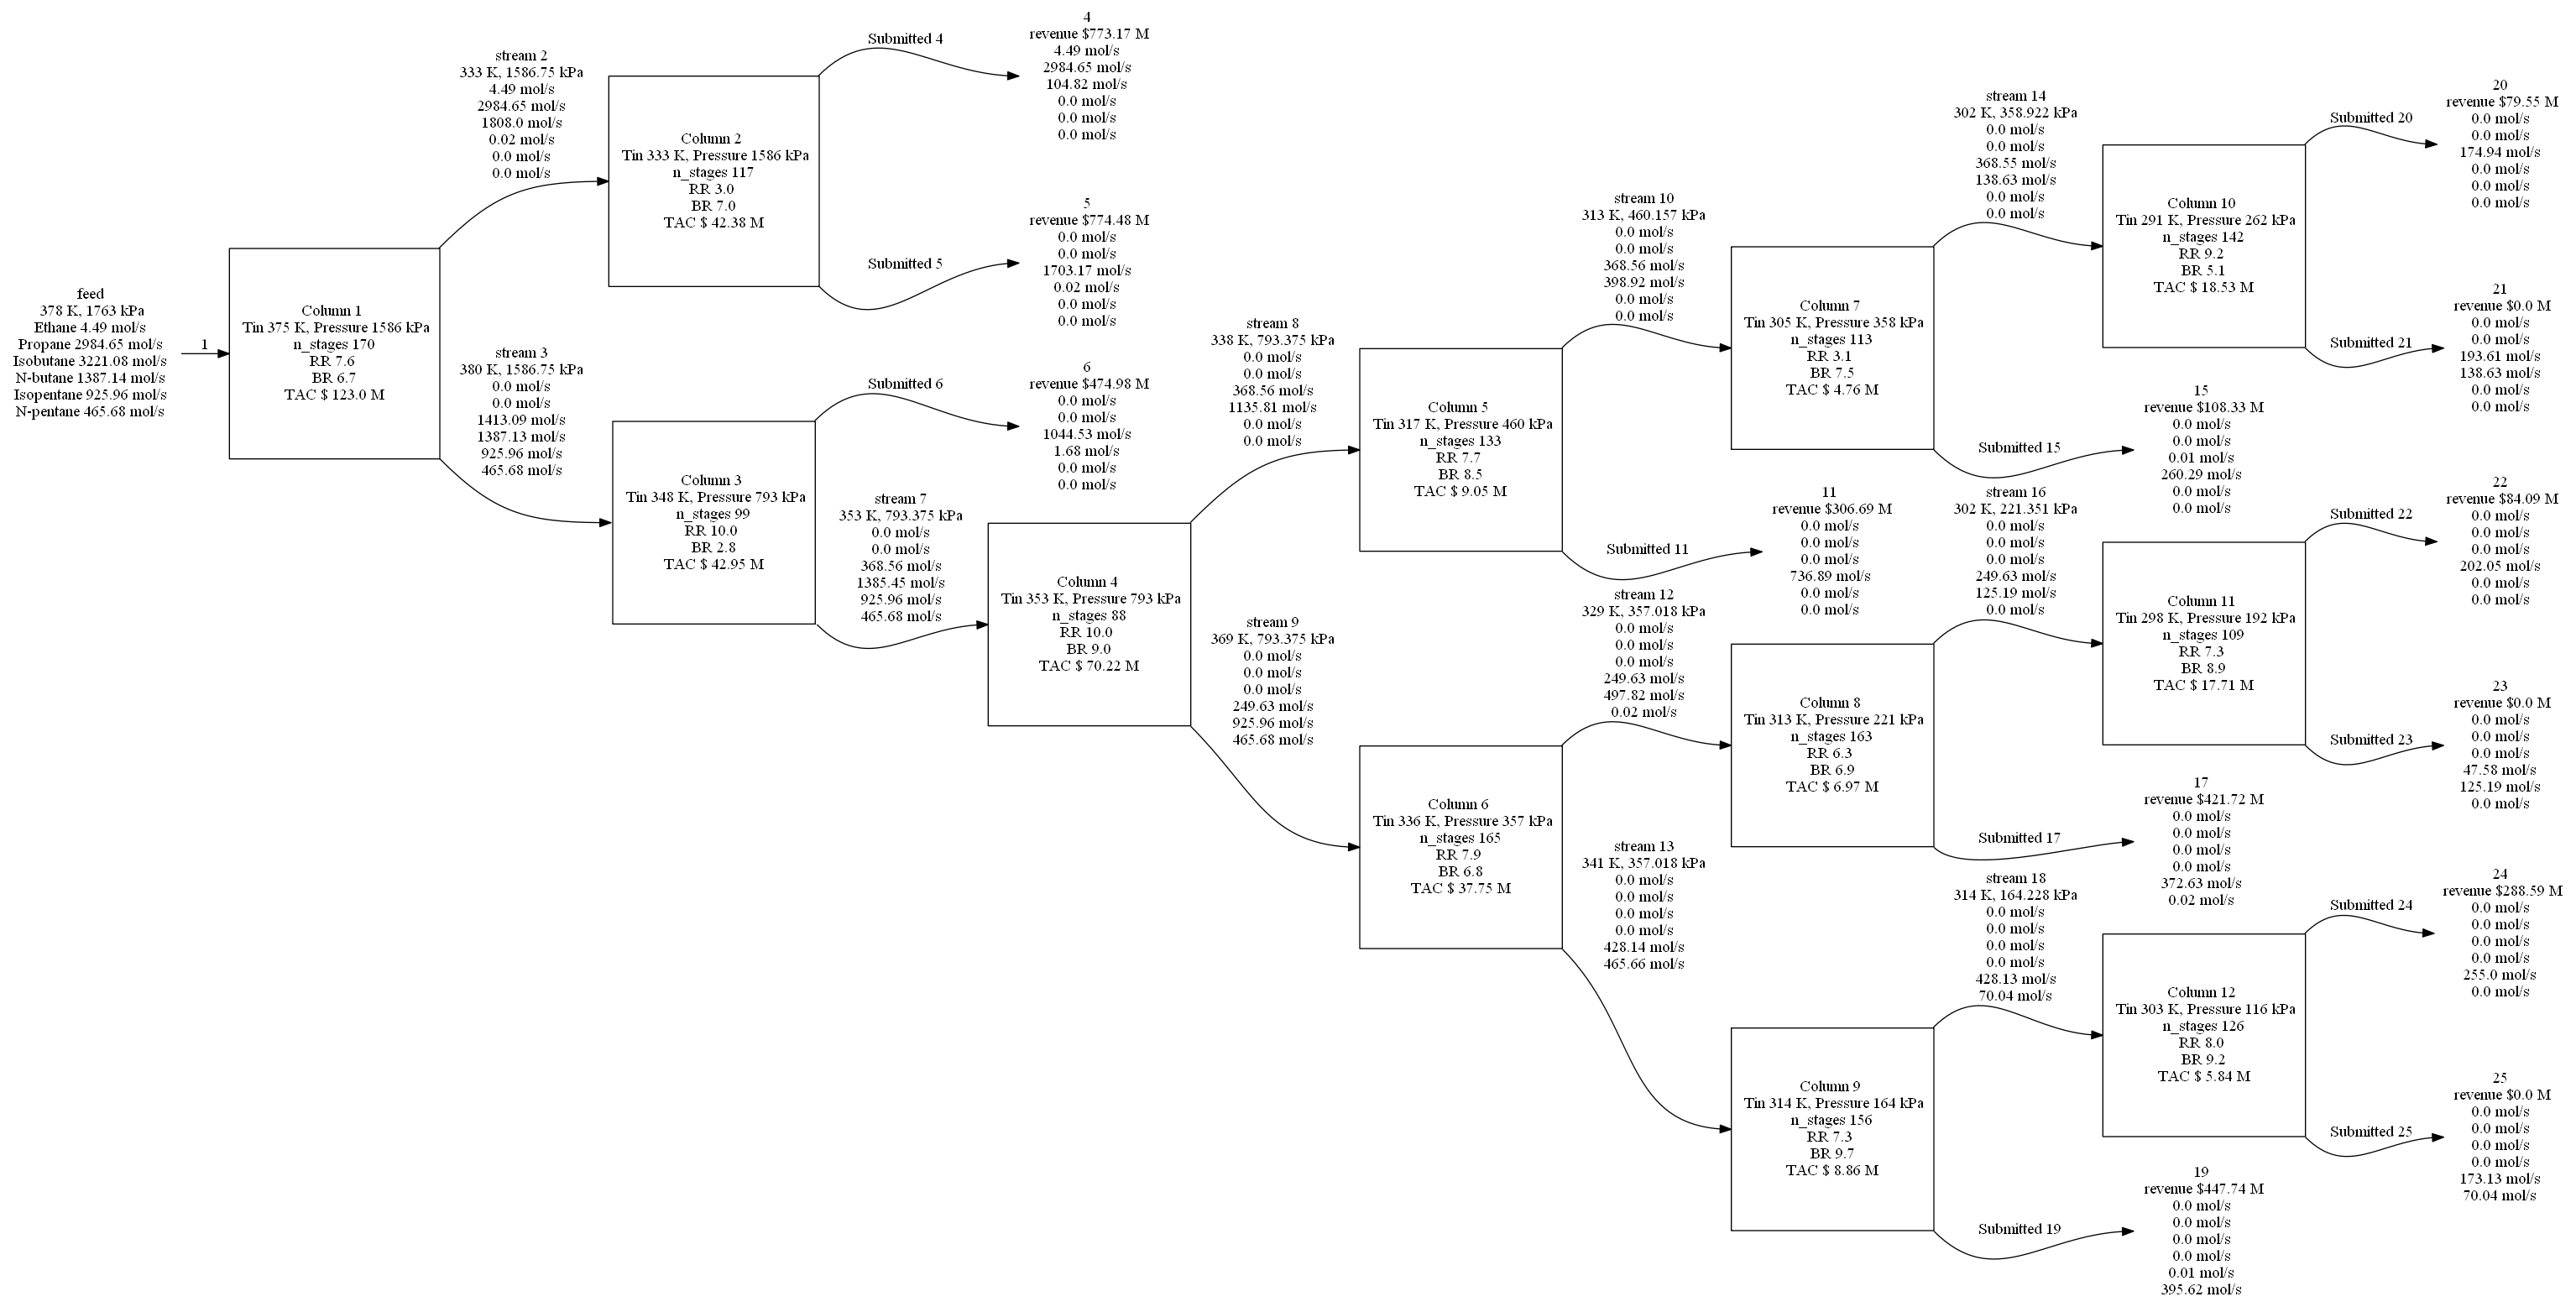 feed
378 K, 1763 kPa
Ethane 4.49 mol/s
Propane 2984.65 mol/s
Isobutane 3221.08 mol/s
N-butane 1387.14 mol/s
Isopentane 925.96 mol/s
N-pentane 465.68 mol/s
1
Column 1
Tin 375 K, Pressure 1586 kPa
n_stages 170
RR 7.6
BR 6.7
TAC $ 123.0 M
stream 2
333 K, 1586.75 kPa
4.49 mol/s
2984.65 mol/s
1808.0 mol/s
0.02 mol/s
0.0 mol/s
0.0 mol/s
stream 3
380 K, 1586.75 kPa
0.0 mol/s
0.0 mol/s
1413.09 mol/s
1387.13 mol/s
925.96 mol/s
465.68 mol/s
Column 2
Tin 333 K, Pressure 1586 kPa
n_stages 117
RR 3.0
BR 7.0
TAC $ 42.38 M
Submitted 4
4
revenue $773.17 M
4.49 mol/s
2984.65 mol/s
104.82 mol/s
0.0 mol/s
0.0 mol/s
0.0 mol/s
Submitted 5
5
revenue $774.48 M
0.0 mol/s
0.0 mol/s
1703.17 mol/s
0.02 mol/s
0.0 mol/s
0.0 mol/s
Column 3
Tin 348 K, Pressure 793 kPa
n_stages 99
RR 10.0
BR 2.8
TAC $ 42.95 M
Submitted 6
6
revenue $474.98 M
0.0 mol/s
0.0 mol/s
1044.53 mol/s
1.68 mol/s
0.0 mol/s
0.0 mol/s
stream 7
353 K, 793.375 kPa
0.0 mol/s
0.0 mol/s
368.56 mol/s
1385.45 mol/s
925.96 mol/s
465.68 mol/s
Column 4
Tin 353 K, Pressure 793 kPa
n_stages 88
RR 10.0
BR 9.0
TAC $ 70.22 M
stream 8
338 K, 793.375 kPa
0.0 mol/s
0.0 mol/s
368.56 mol/s
1135.81 mol/s
0.0 mol/s
0.0 mol/s
stream 9
369 K, 793.375 kPa
0.0 mol/s
0.0 mol/s
0.0 mol/s
249.63 mol/s
925.96 mol/s
465.68 mol/s
Column 5
Tin 317 K, Pressure 460 kPa
n_stages 133
RR 7.7
BR 8.5
TAC $ 9.05 M
stream 10
313 K, 460.157 kPa
0.0 mol/s
0.0 mol/s
368.56 mol/s
398.92 mol/s
0.0 mol/s
0.0 mol/s
Submitted 11
11
revenue $306.69 M
0.0 mol/s
0.0 mol/s
0.0 mol/s
736.89 mol/s
0.0 mol/s
0.0 mol/s
Column 6
Tin 336 K, Pressure 357 kPa
n_stages 165
RR 7.9
BR 6.8
TAC $ 37.75 M
stream 12
329 K, 357.018 kPa
0.0 mol/s
0.0 mol/s
0.0 mol/s
249.63 mol/s
497.82 mol/s
0.02 mol/s
stream 13
341 K, 357.018 kPa
0.0 mol/s
0.0 mol/s
0.0 mol/s
0.0 mol/s
428.14 mol/s
465.66 mol/s
Column 7
Tin 305 K, Pressure 358 kPa
n_stages 113
RR 3.1
BR 7.5
TAC $ 4.76 M
stream 14
302 K, 358.922 kPa
0.0 mol/s
0.0 mol/s
368.55 mol/s
138.63 mol/s
0.0 mol/s
0.0 mol/s
Submitted 15
15
revenue $108.33 M
0.0 mol/s
0.0 mol/s
0.01 mol/s
260.29 mol/s
0.0 mol/s
0.0 mol/s
Column 8
Tin 313 K, Pressure 221 kPa
n_stages 163
RR 6.3
BR 6.9
TAC $ 6.97 M
stream 16
302 K, 221.351 kPa
0.0 mol/s
0.0 mol/s
0.0 mol/s
249.63 mol/s
125.19 mol/s
0.0 mol/s
Submitted 17
17
revenue $421.72 M
0.0 mol/s
0.0 mol/s
0.0 mol/s
0.0 mol/s
372.63 mol/s
0.02 mol/s
Column 9
Tin 314 K, Pressure 164 kPa
n_stages 156
RR 7.3
BR 9.7
TAC $ 8.86 M
stream 18
314 K, 164.228 kPa
0.0 mol/s
0.0 mol/s
0.0 mol/s
0.0 mol/s
428.13 mol/s
70.04 mol/s
Submitted 19
19
revenue $447.74 M
0.0 mol/s
0.0 mol/s
0.0 mol/s
0.0 mol/s
0.01 mol/s
395.62 mol/s
Column 10
Tin 291 K, Pressure 262 kPa
n_stages 142
RR 9.2
BR 5.1
TAC $ 18.53 M
Submitted 20
20
revenue $79.55 M
0.0 mol/s
0.0 mol/s
174.94 mol/s
0.0 mol/s
0.0 mol/s
0.0 mol/s
Submitted 21
21
revenue $0.0 M
0.0 mol/s
0.0 mol/s
193.61 mol/s
138.63 mol/s
0.0 mol/s
0.0 mol/s
Column 11
Tin 298 K, Pressure 192 kPa
n_stages 109
RR 7.3
BR 8.9
TAC $ 17.71 M
Submitted 22
22
revenue $84.09 M
0.0 mol/s
0.0 mol/s
0.0 mol/s
202.05 mol/s
0.0 mol/s
0.0 mol/s
Submitted 23
23
revenue $0.0 M
0.0 mol/s
0.0 mol/s
0.0 mol/s
47.58 mol/s
125.19 mol/s
0.0 mol/s
Column 12
Tin 303 K, Pressure 116 kPa
n_stages 126
RR 8.0
BR 9.2
TAC $ 5.84 M
Submitted 24
24
revenue $288.59 M
0.0 mol/s
0.0 mol/s
0.0 mol/s
0.0 mol/s
255.0 mol/s
0.0 mol/s
Submitted 25
25
revenue $0.0 M
0.0 mol/s
0.0 mol/s
0.0 mol/s
0.0 mol/s
173.13 mol/s
70.04 mol/s